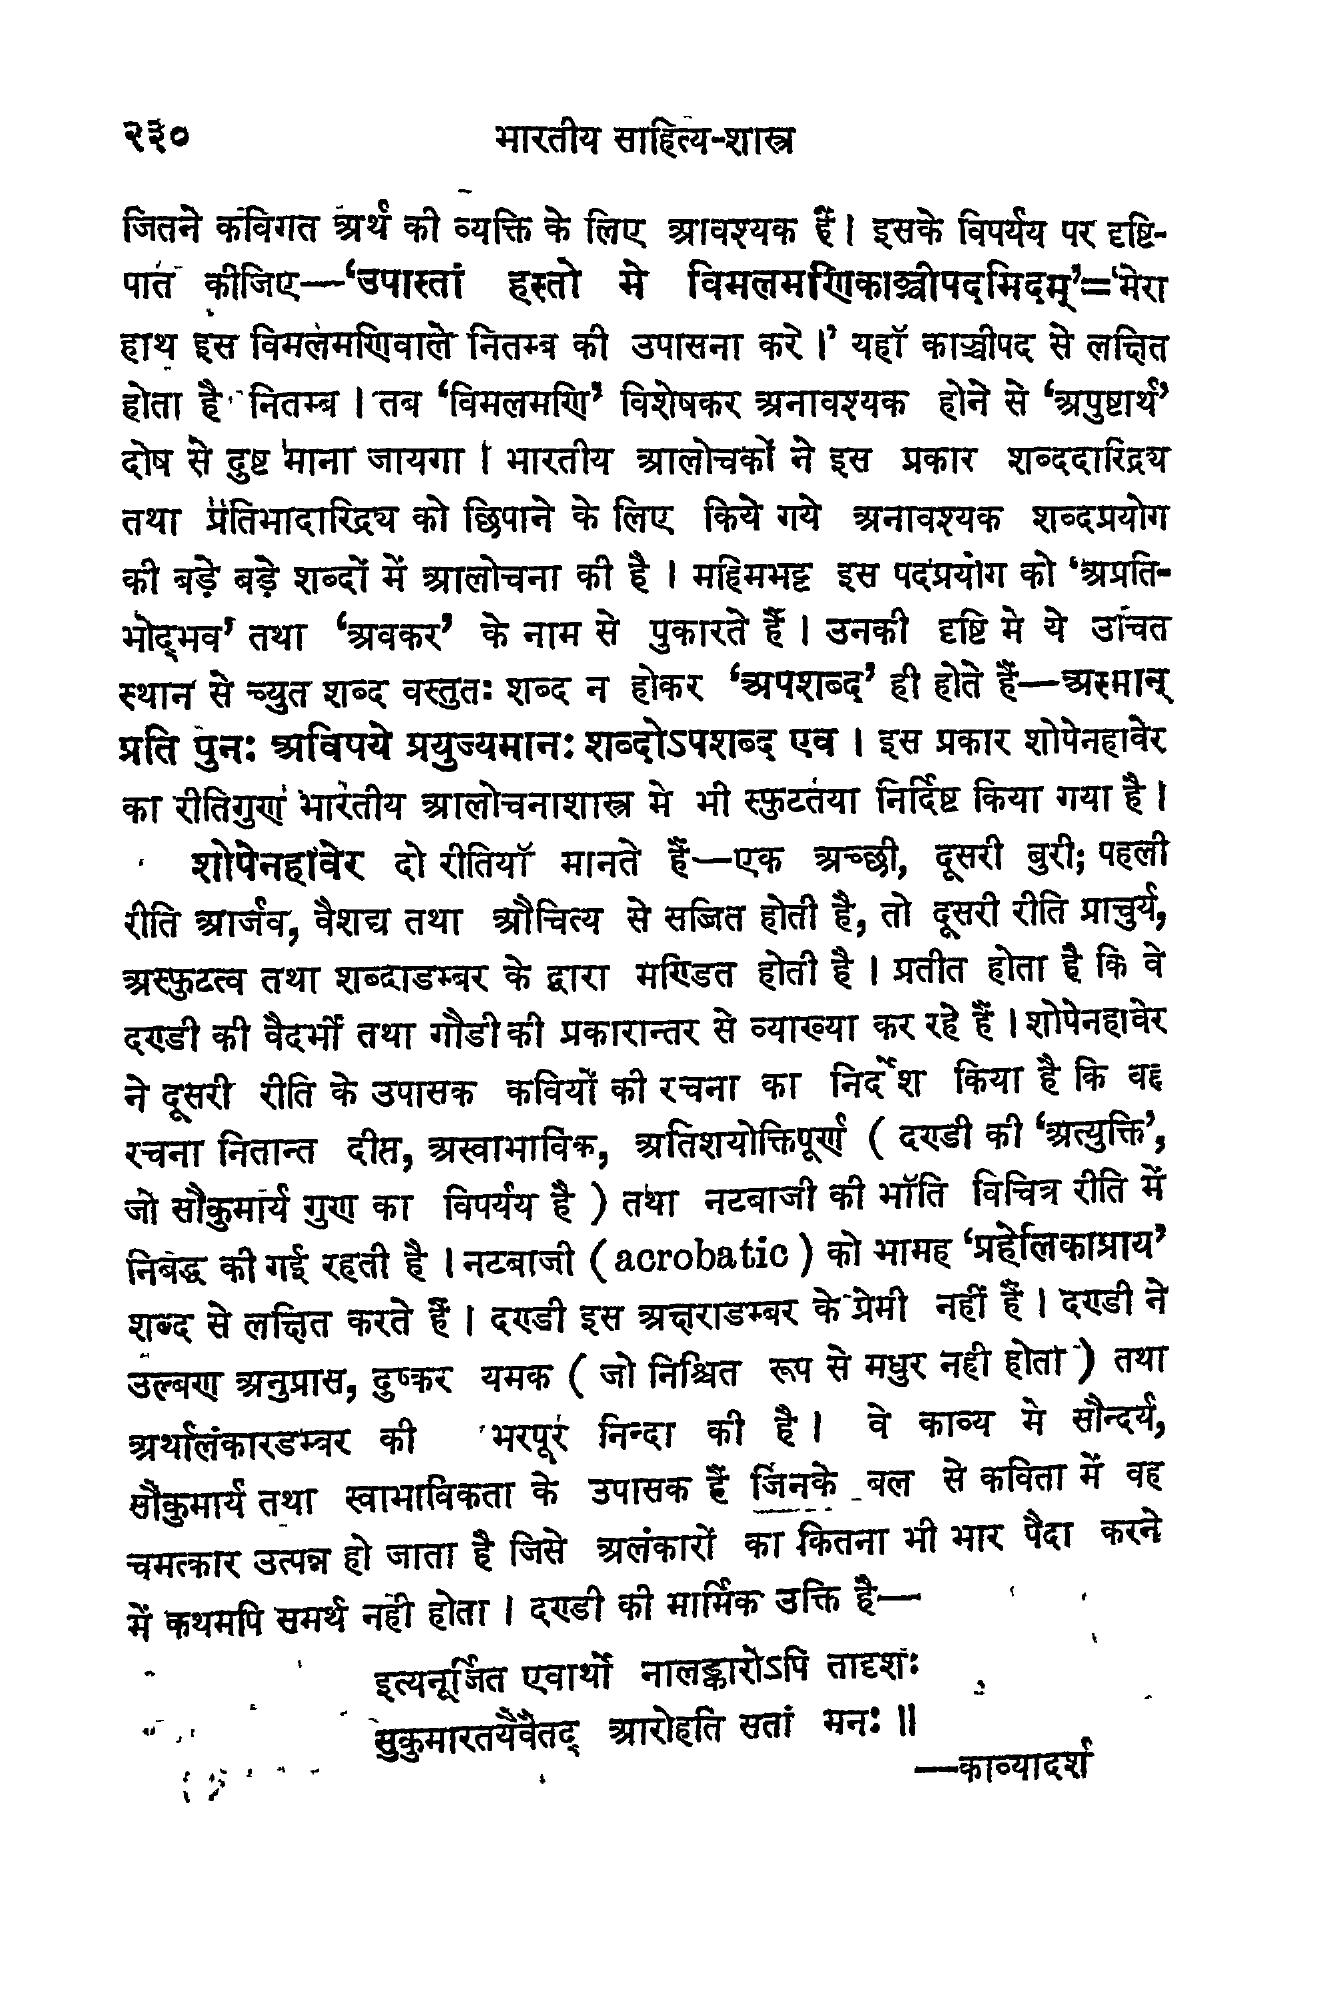 २३० भारतीय साहित्य-शास्त्र
जितने कविगत अर्थ की व्यक्ति के लिए आवश्यक हैं। इसके विपर्यय पर दृष्टि-
पात कीजिए—‘उपास्तां हस्तो मे विमलमणिकाञ्चीपदमिदम्’=‘मेरा
हाथ इस विमलमणिवाले नितम्ब की उपासना करे।’ यहाँ काञ्चीपद से लक्षित
होता है नितम्ब। तब ‘विमलमणि’ विशेषकर अनावश्यक होने से ‘अपुष्टार्थ’
दोष से दुष्ट माना जायगा। भारतीय आलोचकों ने इस प्रकार शब्ददारिद्र्य
तथा प्रतिभादारिद्र्य को छिपाने के लिए किये गये अनावश्यक शब्दप्रयोग
की बड़े बड़े शब्दों में आलोचना की है। महिमभट्ट इस पदप्रयोग को ‘अप्रति-
भोद्भव’ तथा ‘अवकर’ के नाम से पुकारते हैं। उनकी दृष्टि मे ये उचित
स्थान से च्युत शब्द वस्तुतः शब्द न होकर ‘अपशब्द’ ही होते हैं—अस्मान्
प्रति पुनः अविषये प्रयुज्यमानः शब्दोऽपशब्द एव। इस प्रकार शोपेनहावेर
का रीतिगुण भारतीय आलोचनाशास्त्र मे भी स्फुटतया निर्दिष्ट किया गया है।
शोपेनहावेर दो रीतियाँ मानते हैं—एक अच्छी, दूसरी बुरी; पहली
रीति आर्जव, वैशद्य तथा औचित्य से सज्जित होती है, तो दूसरी रीति प्राचुर्य,
अस्फुटत्व तथा शब्दाडम्बर के द्वारा मण्डित होती है। प्रतीत होता है कि वे
दण्डी की वैदर्भी तथा गौडी की प्रकारान्तर से व्याख्या कर रहे हैं। शोपेनहावेर
ने दूसरी रीति के उपासक कवियों की रचना का निर्देश किया है कि वह
रचना नितान्त दीप्त, अस्वाभाविक, अतिशयोक्तिपूर्ण ( दण्डी की ‘अत्युक्ति’,
जो सौकुमार्य गुण का विपर्यय है ) तथा नटबाजी की भाँति विचित्र रीति में
निबद्ध की गई रहती है। नटबाजी ( acrobatic ) को भामह ‘प्रहेलिकाप्राय’
शब्द से लक्षित करते हैं। दण्डी इस अक्षराडम्बर के प्रेमी नहीं हैं। दण्डी ने
उल्बण अनुप्रास, दुष्कर यमक ( जो निश्चित रूप से मधुर नही होता ) तथा
अर्थालंकारडम्बर की भरपूर निन्दा की है। वे काव्य मे सौन्दर्य,
सौकुमार्य तथा स्वाभाविकता के उपासक हैं जिनके बल से कविता में वह
चमत्कार उत्पन्न हो जाता है जिसे अलंकारों का कितना भी भार पैदा करने
में कथमपि समर्थ नही होता। दण्डी की मार्मिक उक्ति है—
इत्यनूर्जित एवार्थो नालङ्कारोऽपि तादृशः
सुकुमारतयैवैतद् आरोहति सतां मनः॥
—काव्यादर्श